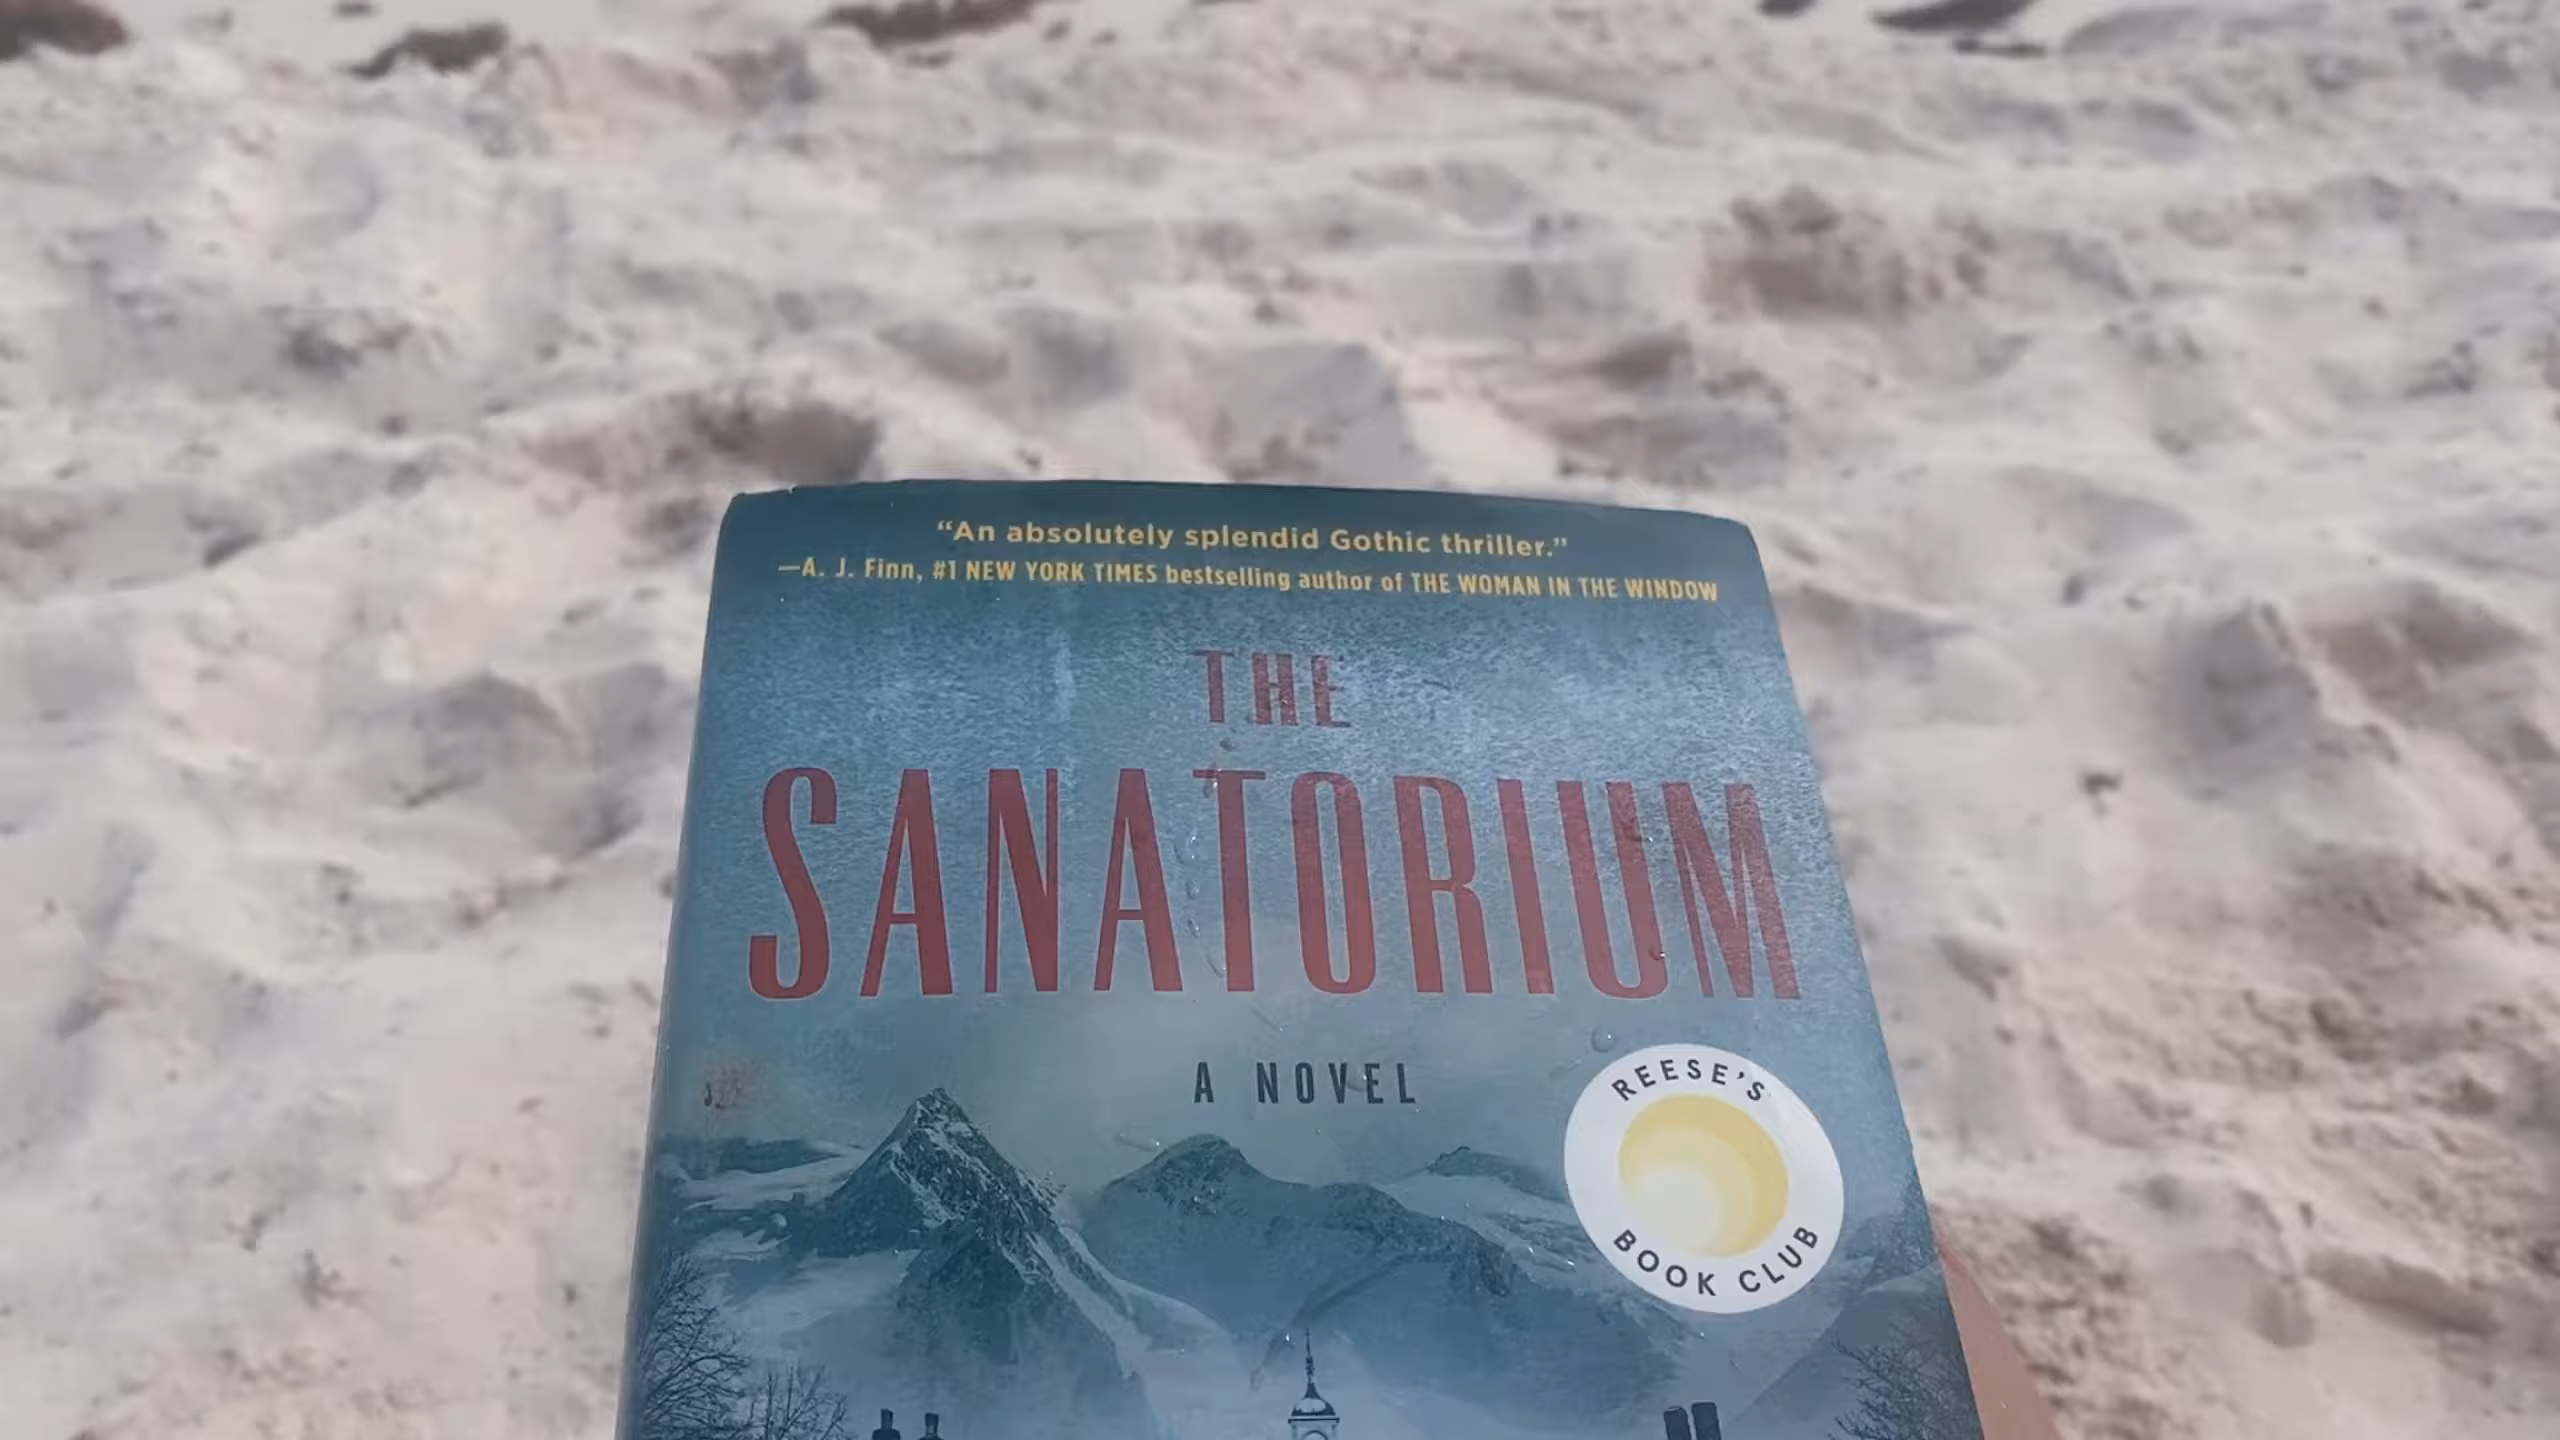 “An absolutely splendid Gothic thriller.”
—A. J. Finn, #1 NEW YORK TIMES bestselling author of THE WOMAN IN THE WINDOW
THE
SANATORIUM
A NOVEL
REESE’S
BOOK CLUB